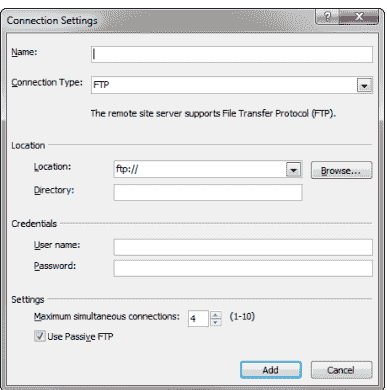 Connection Settings
Name:
Connection Type: FTP
The remote site server supports File Transfer Protocol (FTP).
Location
Location: ftp:// Browse...
Directory:
Credentials
User name:
Password:
Settings
Maximum simultaneous connections: 4 (1-10)
Use Passive FTP
Add Cancel